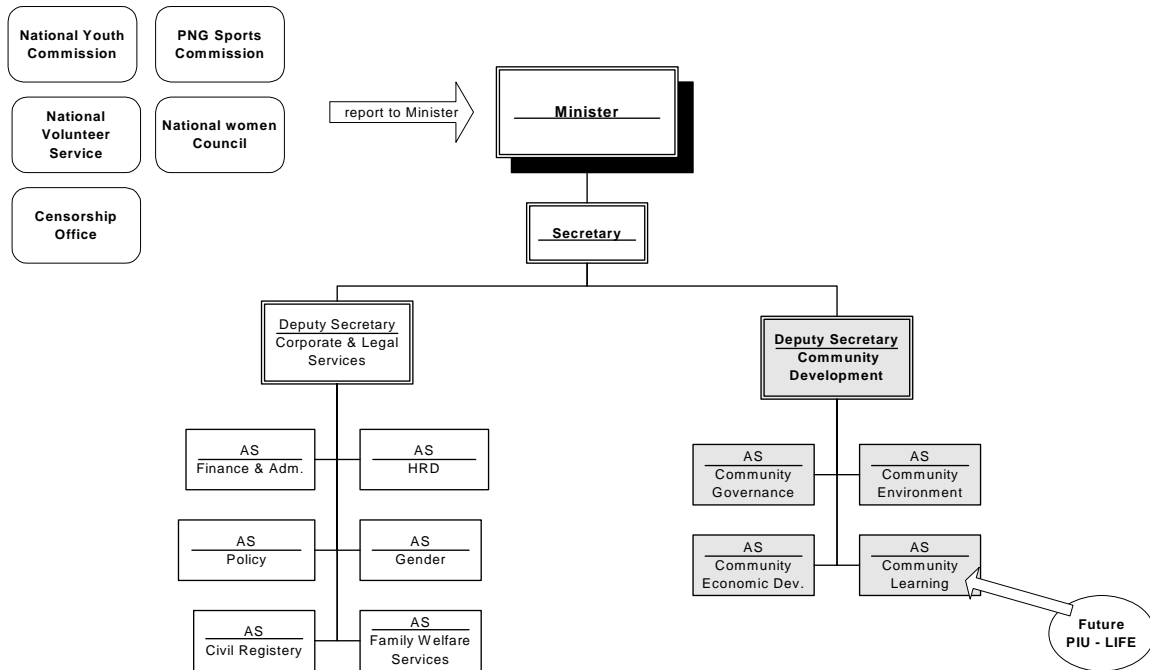 National Youth
Commission
PNG Sports
Commission
National
Volunteer
Service
National women
Council
Censorship
Office
report to Minister
Minister
Secretary
Deputy Secretary
Corporate & Legal
Services
Deputy Secretary
Community
Development
AS
Finance & Adm.
AS
HRD
AS
Policy
AS
Gender
AS
Civil Registery
AS
Family Welfare
Services
AS
Community
Governance
AS
Community
Environment
AS
Community
Economic Dev.
AS
Community
Learning
Future
PIU - LIFE